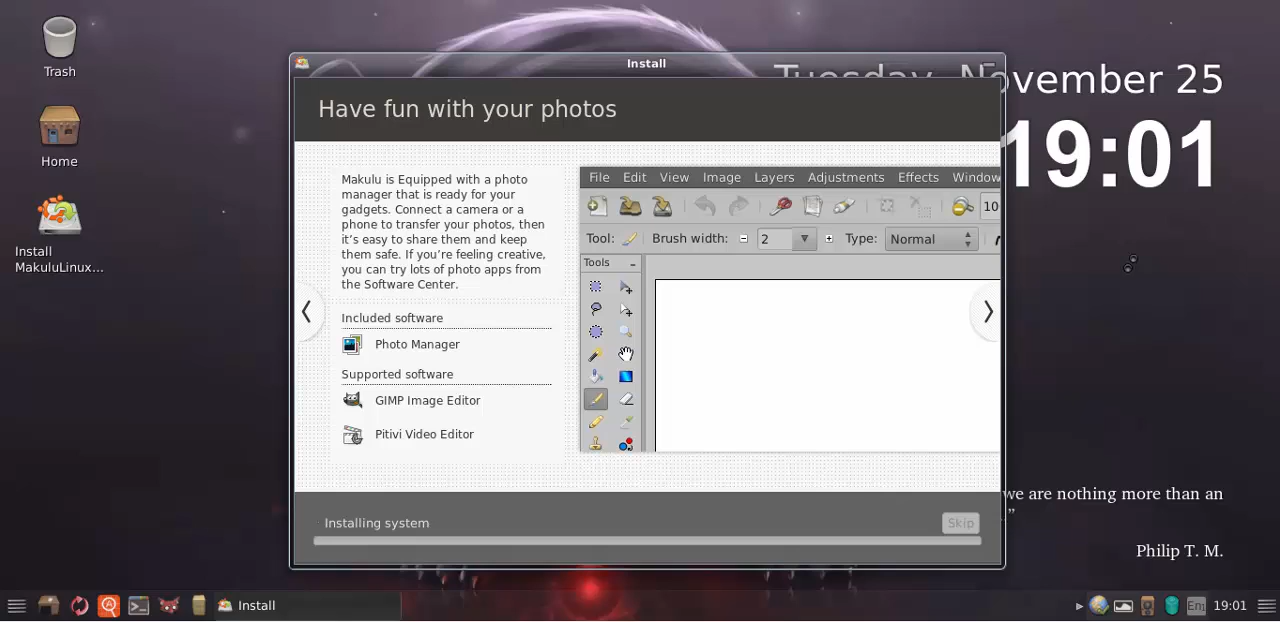 Trash
Home
Install
MakuluLinux...
Install
Tuesday, November 25
19:01
Have fun with your photos
Makulu is Equipped with a photo
manager that is ready for your
gadgets. Connect a camera or a
phone to transfer your photos, then
it’s easy to share them and keep
them safe. If you’re feeling creative,
you can try lots of photo apps from
the Software Center.
Included software
Photo Manager
Supported software
GIMP Image Editor
Pitivi Video Editor
File Edit View Image Layers Adjustments Effects Window
10
Tool: Brush width: 2 Type: Normal
Tools
we are nothing more than an
”
Philip T. M.
Installing system
Skip
Install
En
19:01